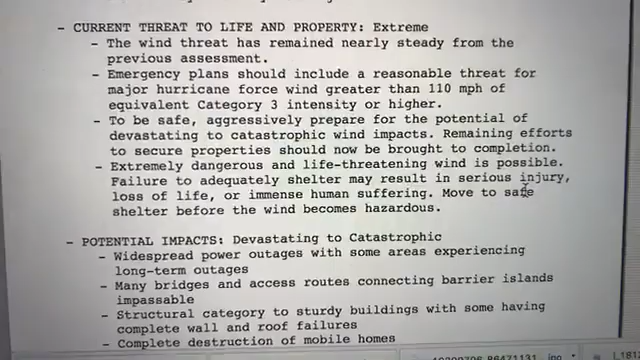 - CURRENT THREAT TO LIFE AND PROPERTY: Extreme
- The wind threat has remained nearly steady from the
previous assessment.
- Emergency plans should include a reasonable threat for
major hurricane force wind greater than 110 mph of
equivalent Category 3 intensity or higher.
- To be safe, aggressively prepare for the potential of
devastating to catastrophic wind impacts. Remaining efforts
to secure properties should now be brought to completion.
- Extremely dangerous and life-threatening wind is possible.
Failure to adequately shelter may result in serious injury,
loss of life, or immense human suffering. Move to safe
shelter before the wind becomes hazardous.
- POTENTIAL IMPACTS: Devastating to Catastrophic
- Widespread power outages with some areas experiencing
long-term outages
- Many bridges and access routes connecting barrier islands
impassable
- Structural category to sturdy buildings with some having
complete wall and roof failures
- Complete destruction of mobile homes